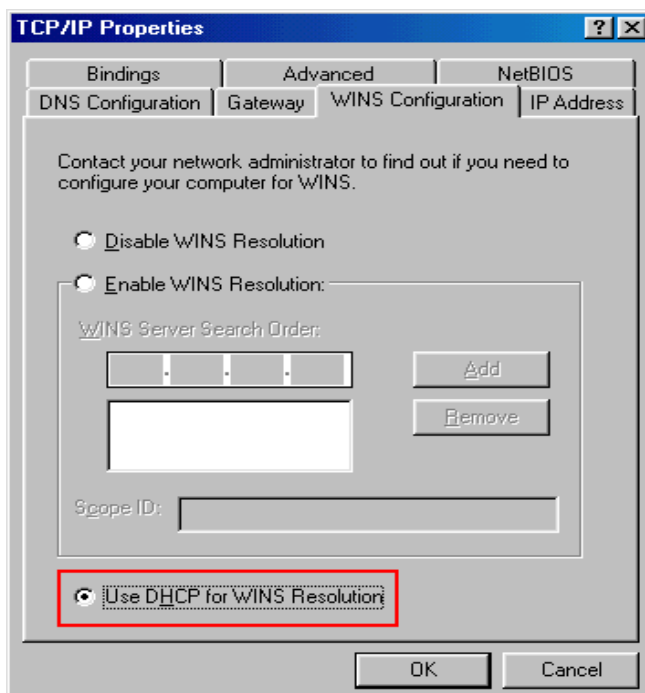 TCP/IP Properties
Bindings
Advanced
NetBIOS
DNS Configuration
Gateway
WINS Configuration
IP Address
Contact your network administrator to find out if you need to
configure your computer for WINS.
Disable WINS Resolution
Enable WINS Resolution:
WINS Server Search Order:
Add
Remove
Scope ID:
Use DHCP for WINS Resolution
OK
Cancel